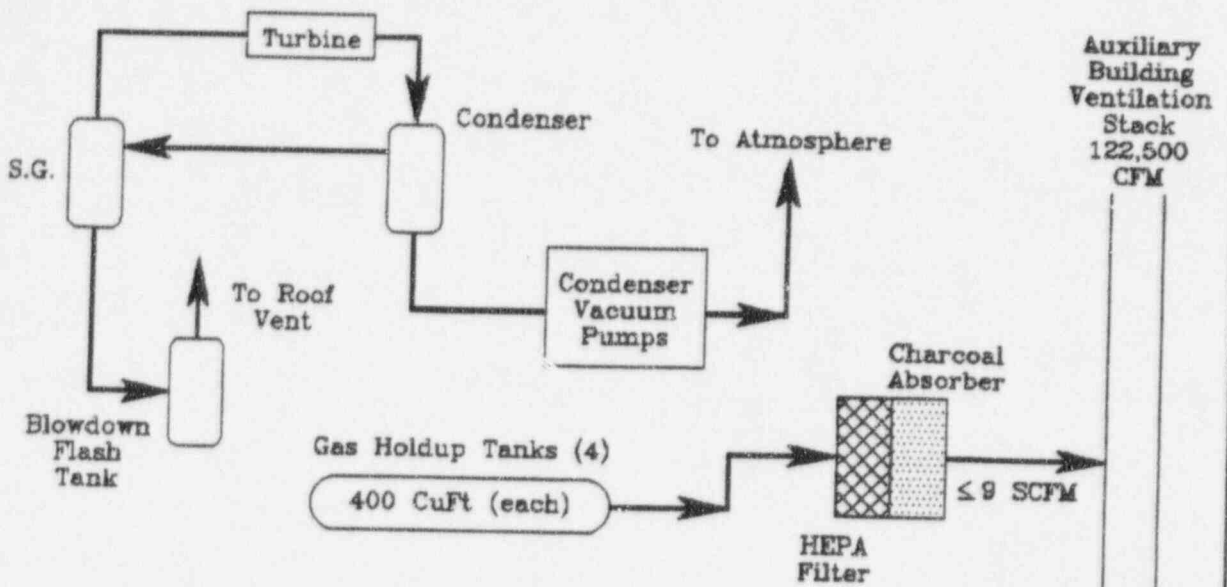 Turbine
Auxiliary
Building
Ventilation
Stack
122,500
CFM
S.G.
Condenser
To Atmosphere
To Roof
Vent
Condenser
Vacuum
Pumps
Charcoal
Absorber
Blowdown
Flash
Tank
Gas Holdup Tanks (4)
400 CuFt (each)
≤ 9 SCFM
HEPA
Filter